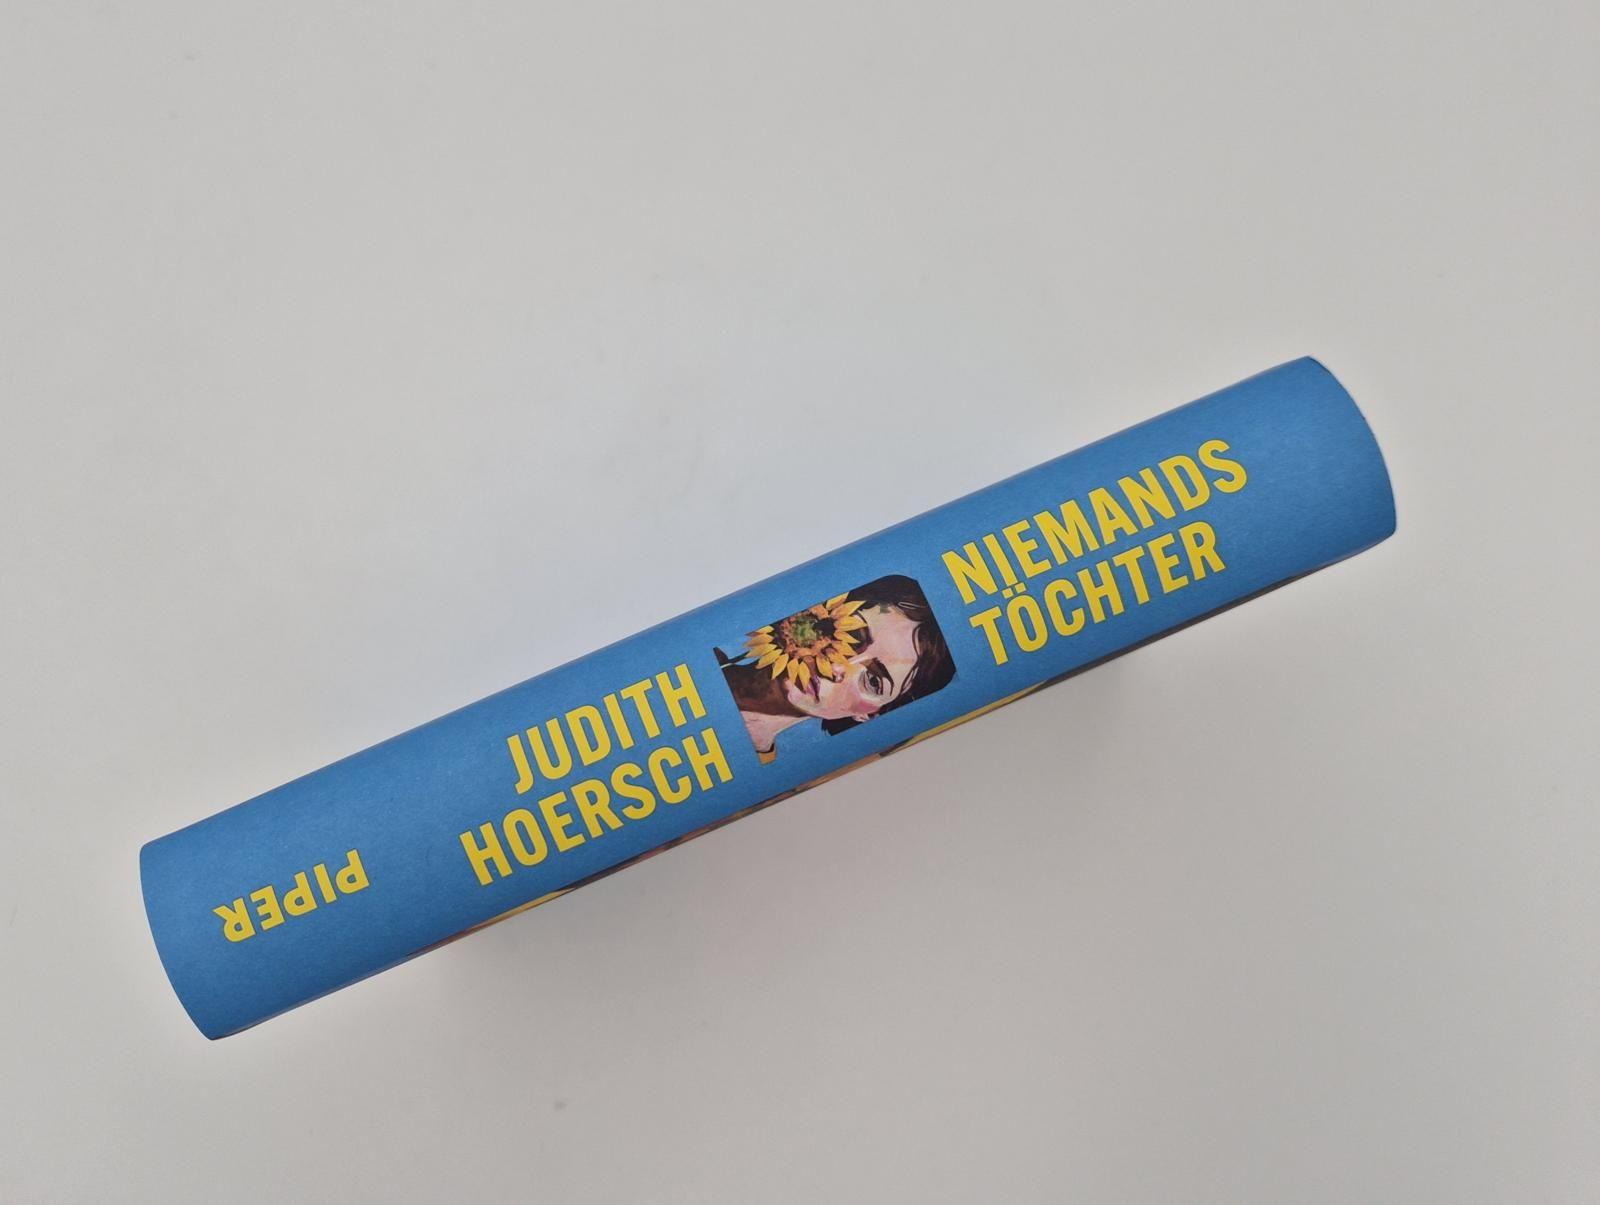 JUDITH
HOERSCH
NIEMANDS
TÖCHTER
PIPER